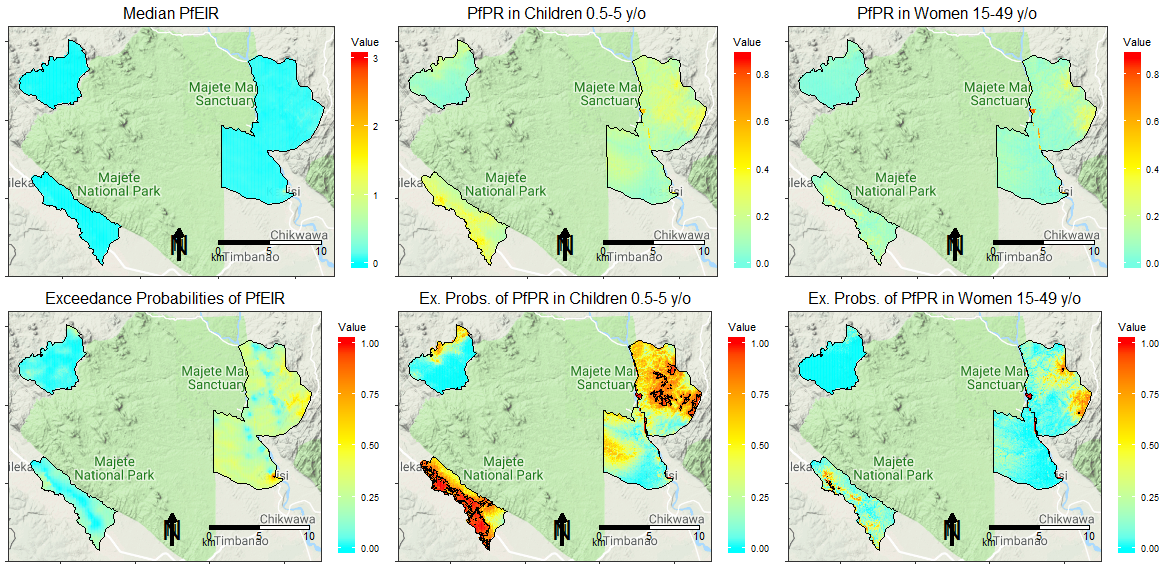 Median PfEIR
PfPR in Children 0.5-5 y/o
PfPR in Women 15-49 y/o
Value
3
2
1
0
Majete Mal
Sanctuary
Majete
National Park
ileka
isi
Chikwawa
0 5 10
km
Timbanao
N
Value
0.8
0.6
0.4
0.2
0.0
Majete Mal
Sanctuary
Majete
National Park
ileka
isi
Chikwawa
0 5 10
km
Timbanao
N
Value
0.8
0.6
0.4
0.2
0.0
Majete Mal
Sanctuary
Majete
National Park
ileka
isi
Chikwawa
0 5 10
km
Timbanao
N
Exceedance Probabilities of PfEIR
Ex. Probs. of PfPR in Children 0.5-5 y/o
Ex. Probs. of PfPR in Women 15-49 y/o
Value
1.00
0.75
0.50
0.25
0.00
Majete Mal
Sanctuary
Majete
National Park
ileka
isi
Chikwawa
0 5 10
km
Timbanao
N
Value
1.00
0.75
0.50
0.25
0.00
Majete Mal
Sanctuary
Majete
National Park
ileka
isi
Chikwawa
0 5 10
km
Timbanao
N
Value
1.00
0.75
0.50
0.25
0.00
Majete Mal
Sanctuary
Majete
National Park
ileka
isi
Chikwawa
0 5 10
km
Timbanao
N